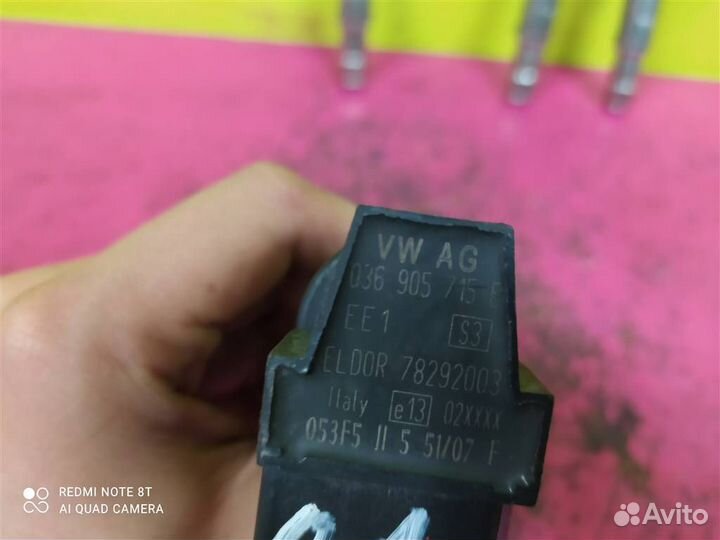 VW AG
036 905 715 F
EE1 S3
ELDOR 78292003
Italy e13 02XXXX
053F5 II 5 51/07 F
REDMI NOTE 8T
AI QUAD CAMERA
Avito